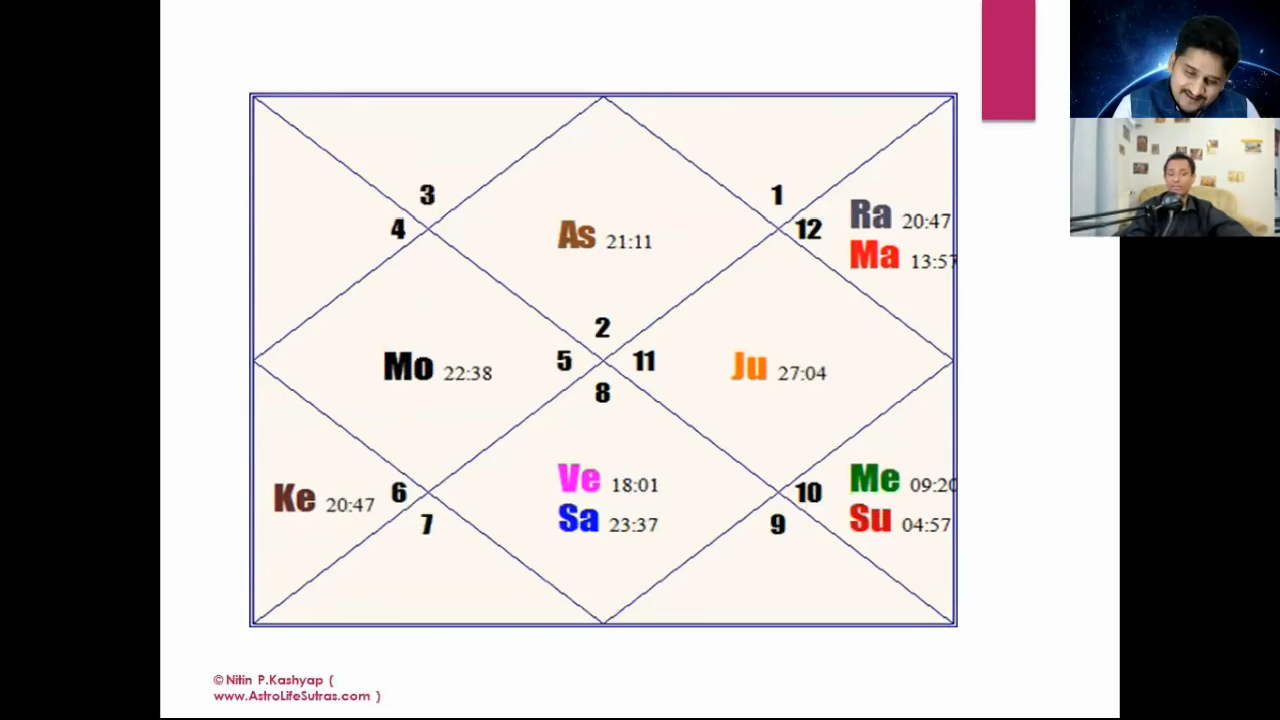 3
4
As 21:11
1
12
Ra 20:47
Ma 13:57
2
5
11
8
Mo 22:38
Ju 27:04
Ke 20:47
6
7
Ve 18:01
Sa 23:37
10
9
Me 09:20
Su 04:57
© Nitin P.Kashyap (
www.AstroLifeSutras.com )